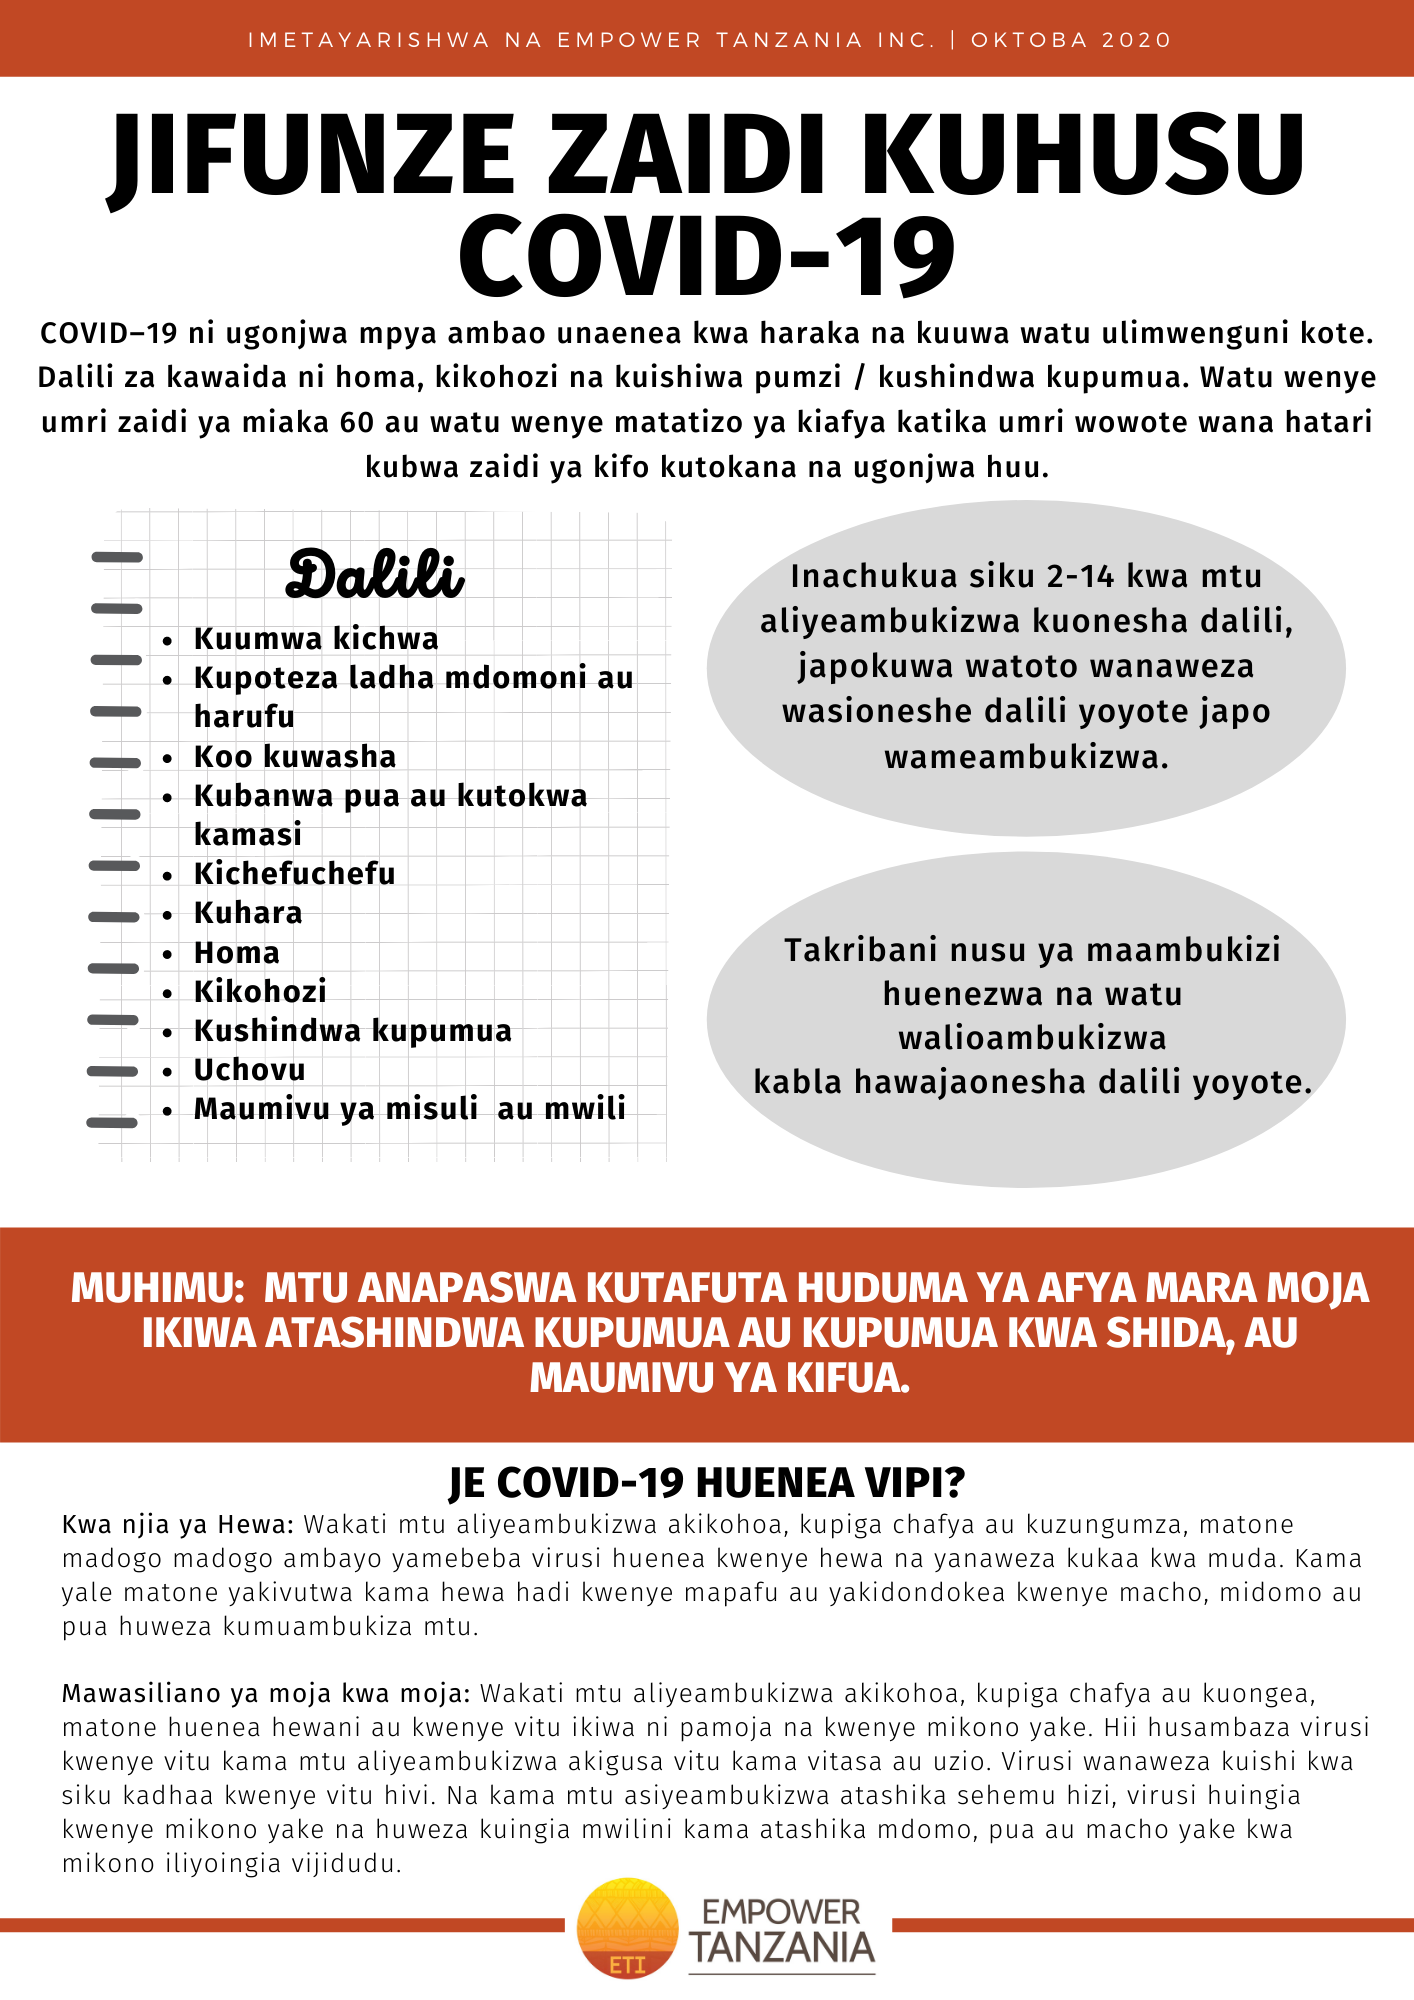 IMETAYARISHWA NA EMPOWER TANZANIA INC. | OKTOBA 2020
JIFUNZE ZAIDI KUHUSU
COVID-19
COVID–19 ni ugonjwa mpya ambao unaenea kwa haraka na kuuwa watu ulimwenguni kote.
Dalili za kawaida ni homa, kikohozi na kuishiwa pumzi / kushindwa kupumua. Watu wenye
umri zaidi ya miaka 60 au watu wenye matatizo ya kiafya katika umri wowote wana hatari
kubwa zaidi ya kifo kutokana na ugonjwa huu.
Dalili
• Kuumwa kichwa
• Kupoteza ladha mdomoni au
harufu
• Koo kuwasha
• Kubanwa pua au kutokwa
kamasi
• Kichefuchefu
• Kuhara
• Homa
• Kikohozi
• Kushindwa kupumua
• Uchovu
• Maumivu ya misuli au mwili
Inachukua siku 2-14 kwa mtu
aliyeambukizwa kuonesha dalili,
japokuwa watoto wanaweza
wasioneshe dalili yoyote japo
wameambukizwa.
Takribani nusu ya maambukizi
huenezwa na watu
walioambukizwa
kabla hawajaonesha dalili yoyote.
MUHIMU: MTU ANAPASWA KUTAFUTA HUDUMA YA AFYA MARA MOJA
IKIWA ATASHINDWA KUPUMUA AU KUPUMUA KWA SHIDA, AU
MAUMIVU YA KIFUA.
JE COVID-19 HUENEA VIPI?
Kwa njia ya Hewa: Wakati mtu aliyeambukizwa akikohoa, kupiga chafya au kuzungumza, matone
madogo madogo ambayo yamebeba virusi huenea kwenye hewa na yanaweza kukaa kwa muda. Kama
yale matone yakivutwa kama hewa hadi kwenye mapafu au yakidondokea kwenye macho, midomo au
pua huweza kumuambukiza mtu.
Mawasiliano ya moja kwa moja: Wakati mtu aliyeambukizwa akikohoa, kupiga chafya au kuongea,
matone huenea hewani au kwenye vitu ikiwa ni pamoja na kwenye mikono yake. Hii husambaza virusi
kwenye vitu kama mtu aliyeambukizwa akigusa vitu kama vitasa au uzio. Virusi wanaweza kuishi kwa
siku kadhaa kwenye vitu hivi. Na kama mtu asiyeambukizwa atashika sehemu hizi, virusi huingia
kwenye mikono yake na huweza kuingia mwilini kama atashika mdomo, pua au macho yake kwa
mikono iliyoingia vijidudu.
ETI
EMPOWER
TANZANIA